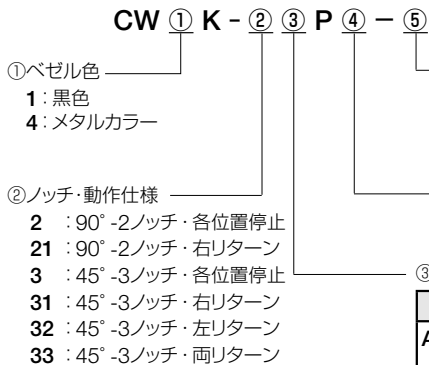 CW ① K - ② ③ P ④ － ⑤
①ベゼル色
1：黒色
4：メタルカラー
②ノッチ・動作仕様
2 ：90°-2ノッチ・各位置停止
21 ：90°-2ノッチ・右リターン
3 ：45°-3ノッチ・各位置停止
31 ：45°-3ノッチ・右リターン
32 ：45°-3ノッチ・左リターン
33 ：45°-3ノッチ・両リターン
③